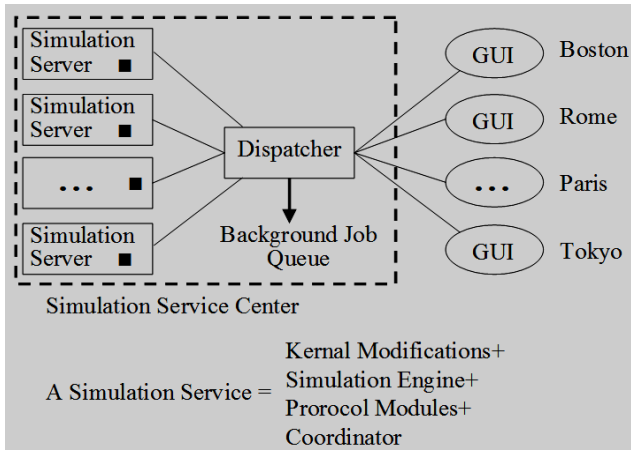 Simulation
Server ■
Boston
GUI
Simulation
Server ■
Rome
GUI
Dispatcher
... ■
... Paris
Simulation
Server ■
Background Job
Queue
GUI
Tokyo
Simulation Service Center
Kernal Modifications+
A Simulation Service = Simulation Engine+
Prorocol Modules+
Coordinator